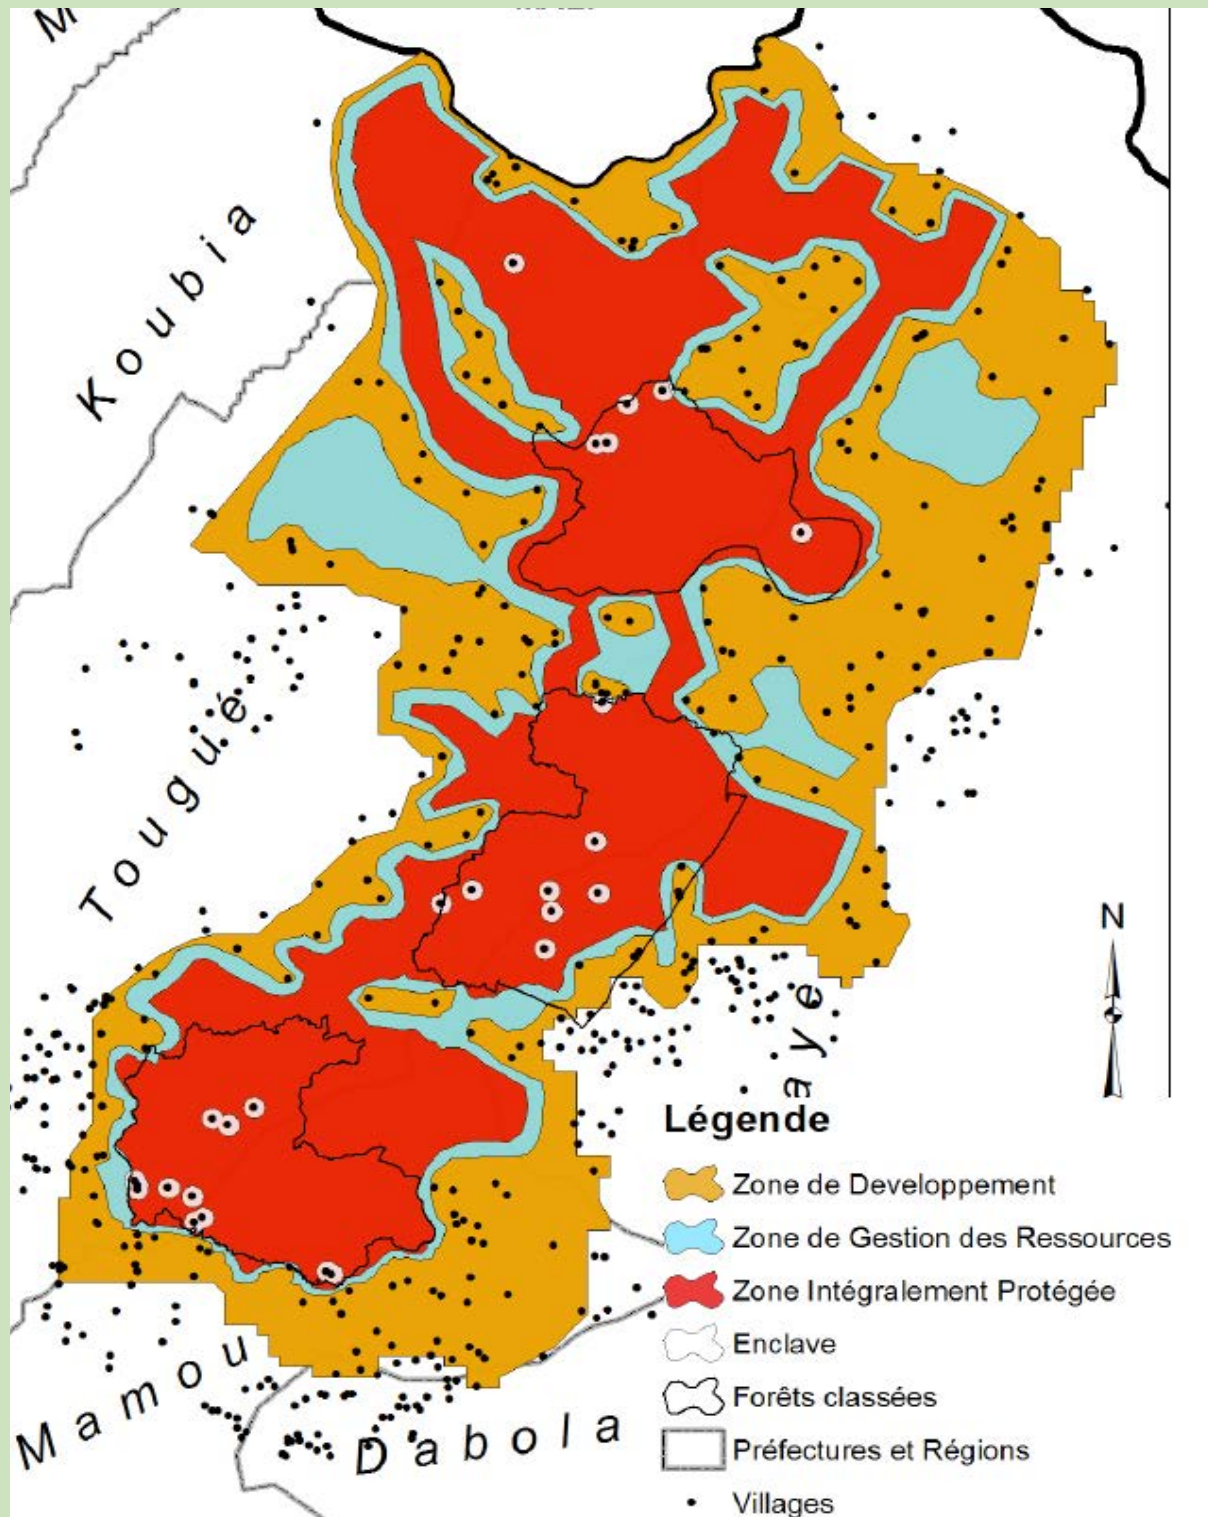 M
Koubia
Tougué
Mamou
Dabola
aye
N
Légende
Zone de Developpement
Zone de Gestion des Ressources
Zone Intégralement Protégée
Enclave
Forêts classées
Préfectures et Régions
Villages